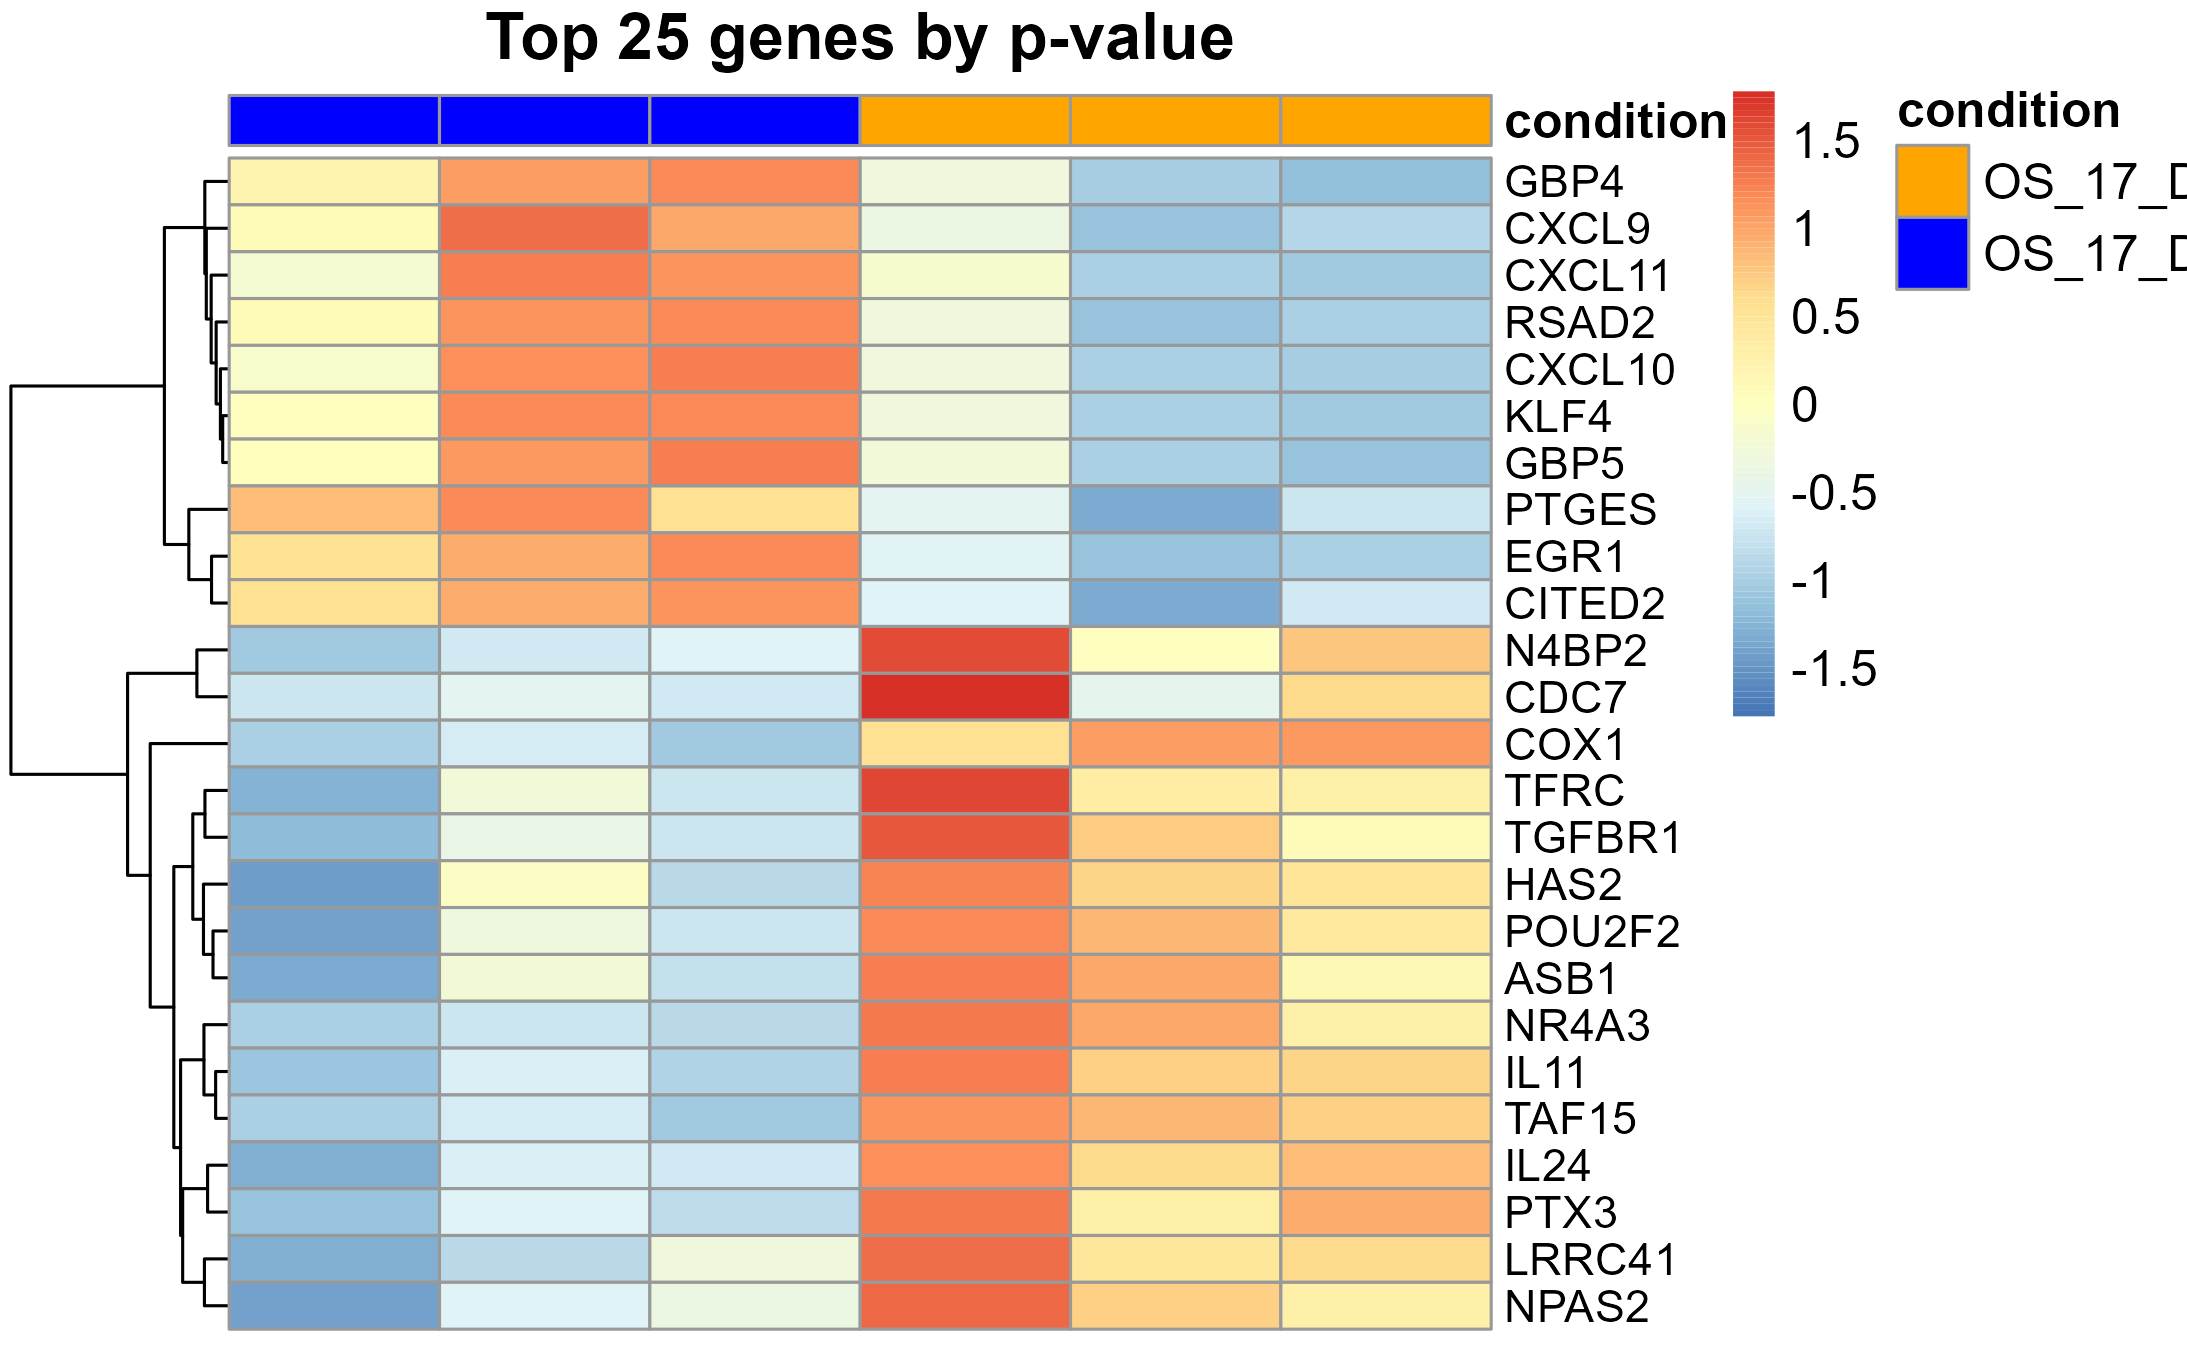 Top 25 genes by p-value
condition
GBP4
CXCL9
CXCL11
RSAD2
CXCL10
KLF4
GBP5
PTGES
EGR1
CITED2
N4BP2
CDC7
COX1
TFRC
TGFBR1
HAS2
POU2F2
ASB1
NR4A3
IL11
TAF15
IL24
PTX3
LRRC41
NPAS2
1.5
1
0.5
0
-0.5
-1
-1.5
condition
OS_17_D
OS_17_D